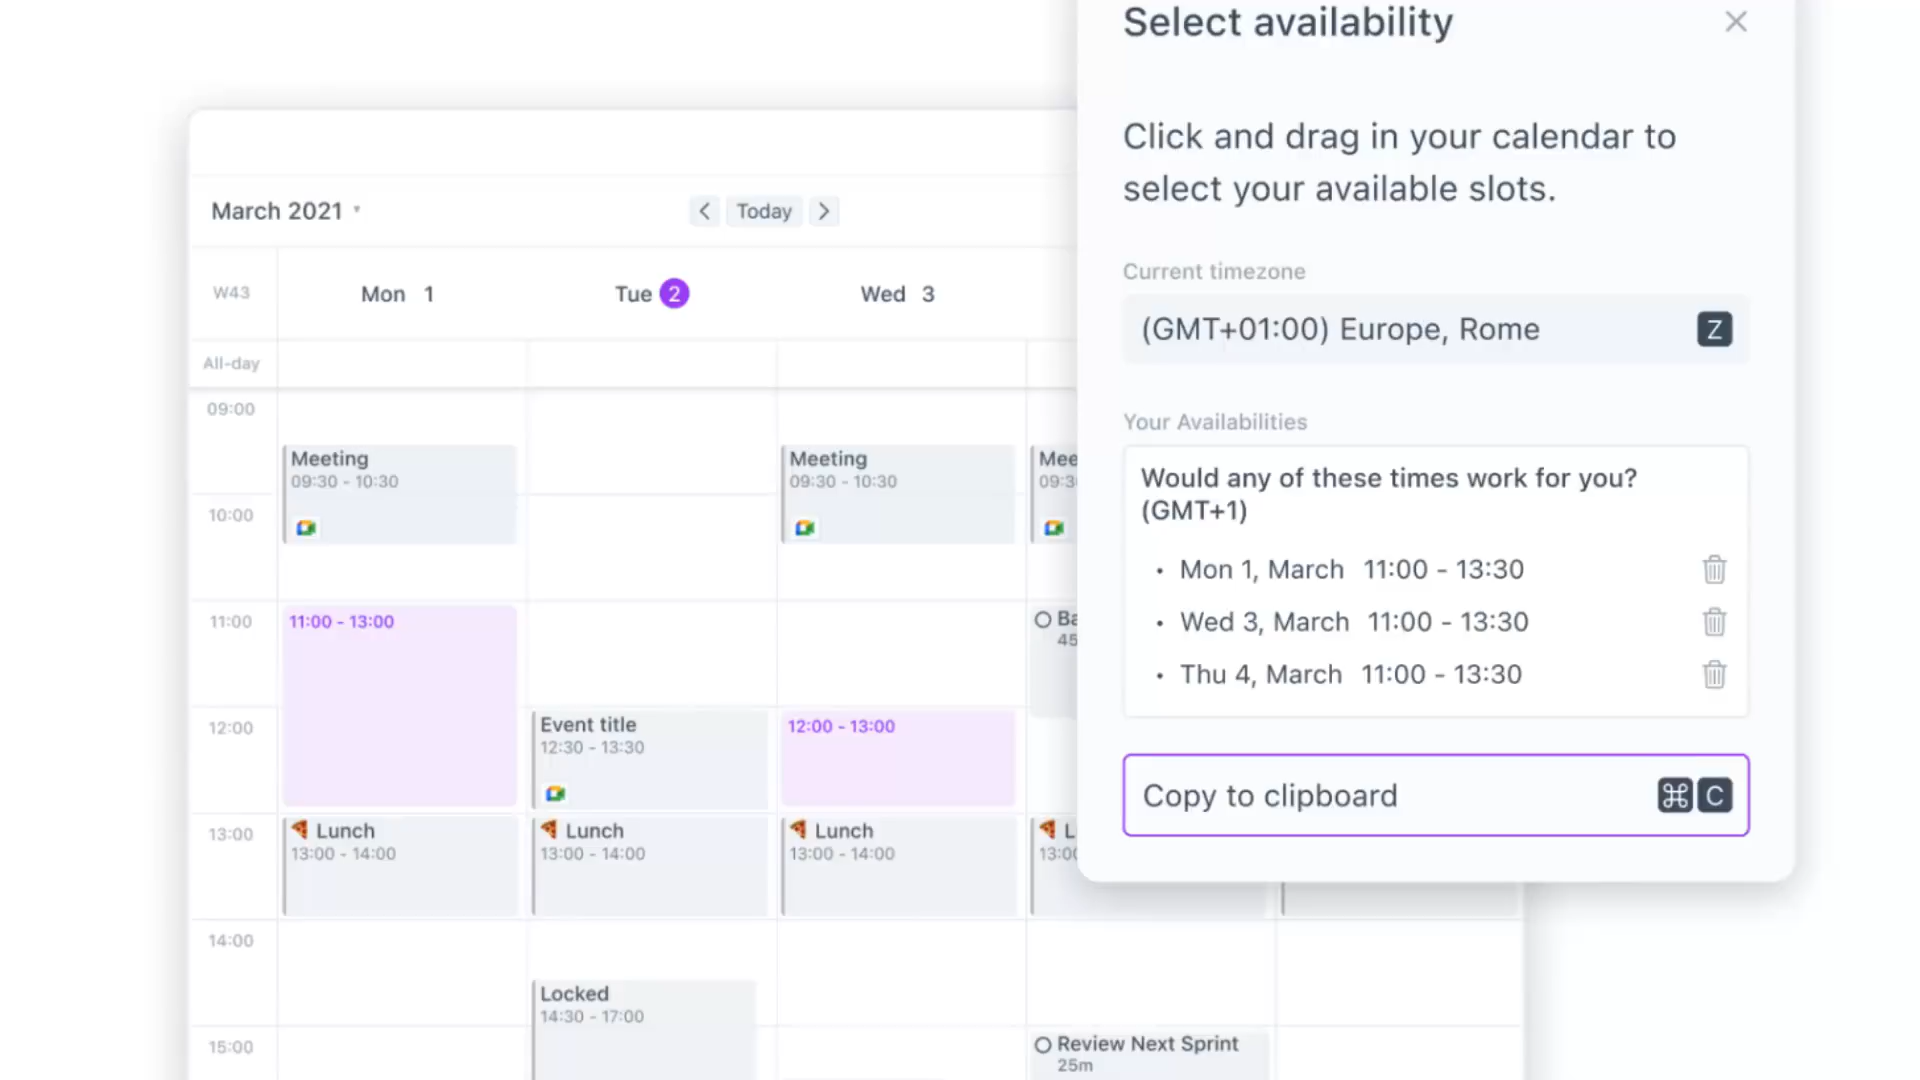 Select availability
Click and drag in your calendar to
select your available slots.
Current timezone
(GMT+01:00) Europe, Rome
Z
Your Availabilities
Would any of these times work for you?
(GMT+1)
• Mon 1, March 11:00 - 13:30
• Wed 3, March 11:00 - 13:30
• Thu 4, March 11:00 - 13:30
Copy to clipboard
⌘ C
March 2021
Today
W43
Mon 1
Tue 2
Wed 3
All-day
09:00
Meeting
09:30 - 10:30
Meeting
09:30 - 10:30
10:00
11:00
11:00 - 13:00
45
12:00
Event title
12:30 - 13:30
12:00 - 13:00
13:00
Lunch
13:00 - 14:00
Lunch
13:00 - 14:00
Lunch
13:00 - 14:00
14:00
Locked
14:30 - 17:00
15:00
Review Next Sprint
25m